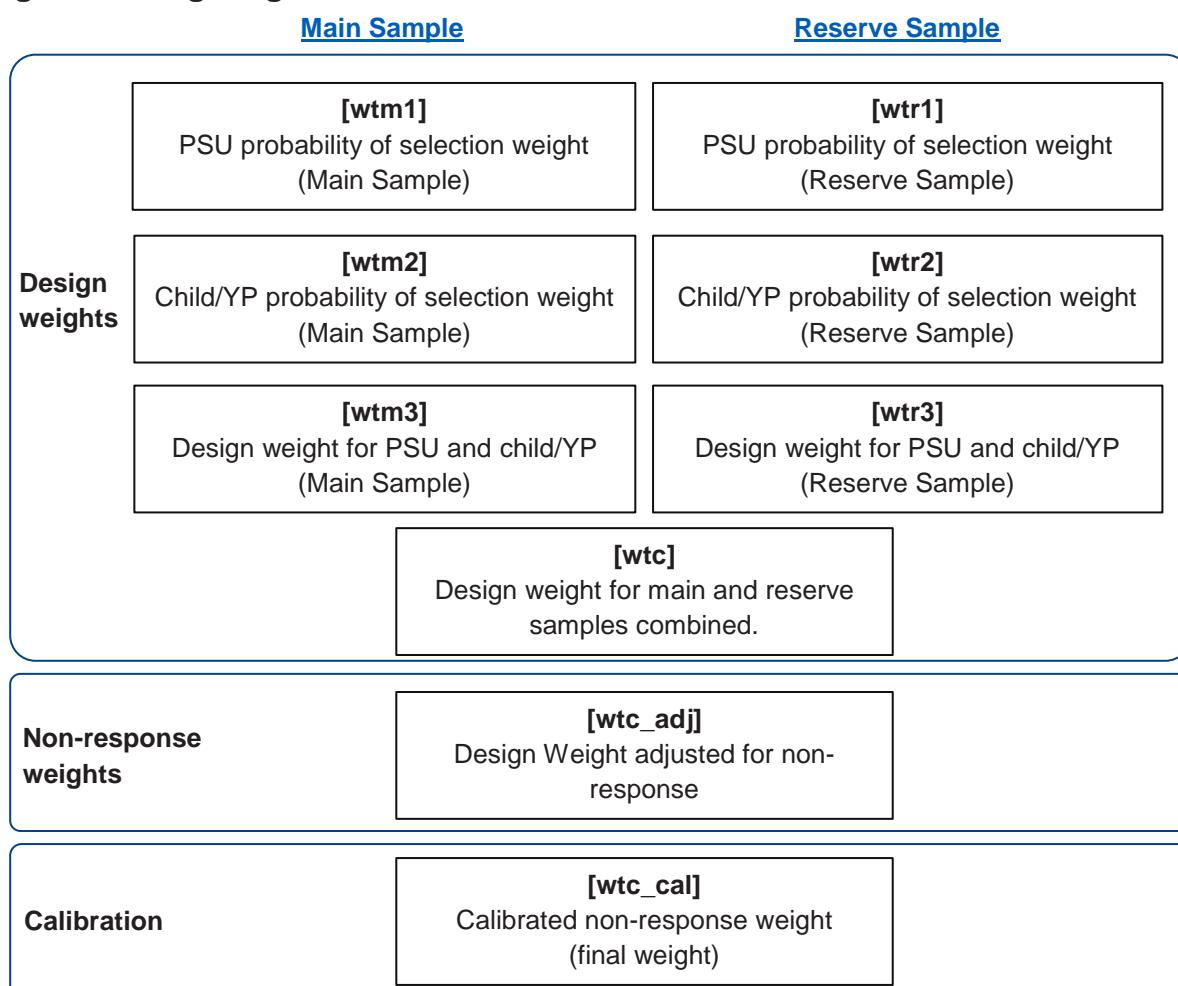 Main Sample
Reserve Sample
[wtm1]
PSU probability of selection weight
(Main Sample)
[wtr1]
PSU probability of selection weight
(Reserve Sample)
Design
weights
[wtm2]
Child/YP probability of selection weight
(Main Sample)
[wtr2]
Child/YP probability of selection weight
(Reserve Sample)
[wtm3]
Design weight for PSU and child/YP
(Main Sample)
[wtr3]
Design weight for PSU and child/YP
(Reserve Sample)
[wtc]
Design weight for main and reserve
samples combined.
Non-response
weights
[wtc_adj]
Design Weight adjusted for non-
response
Calibration
[wtc_cal]
Calibrated non-response weight
(final weight)